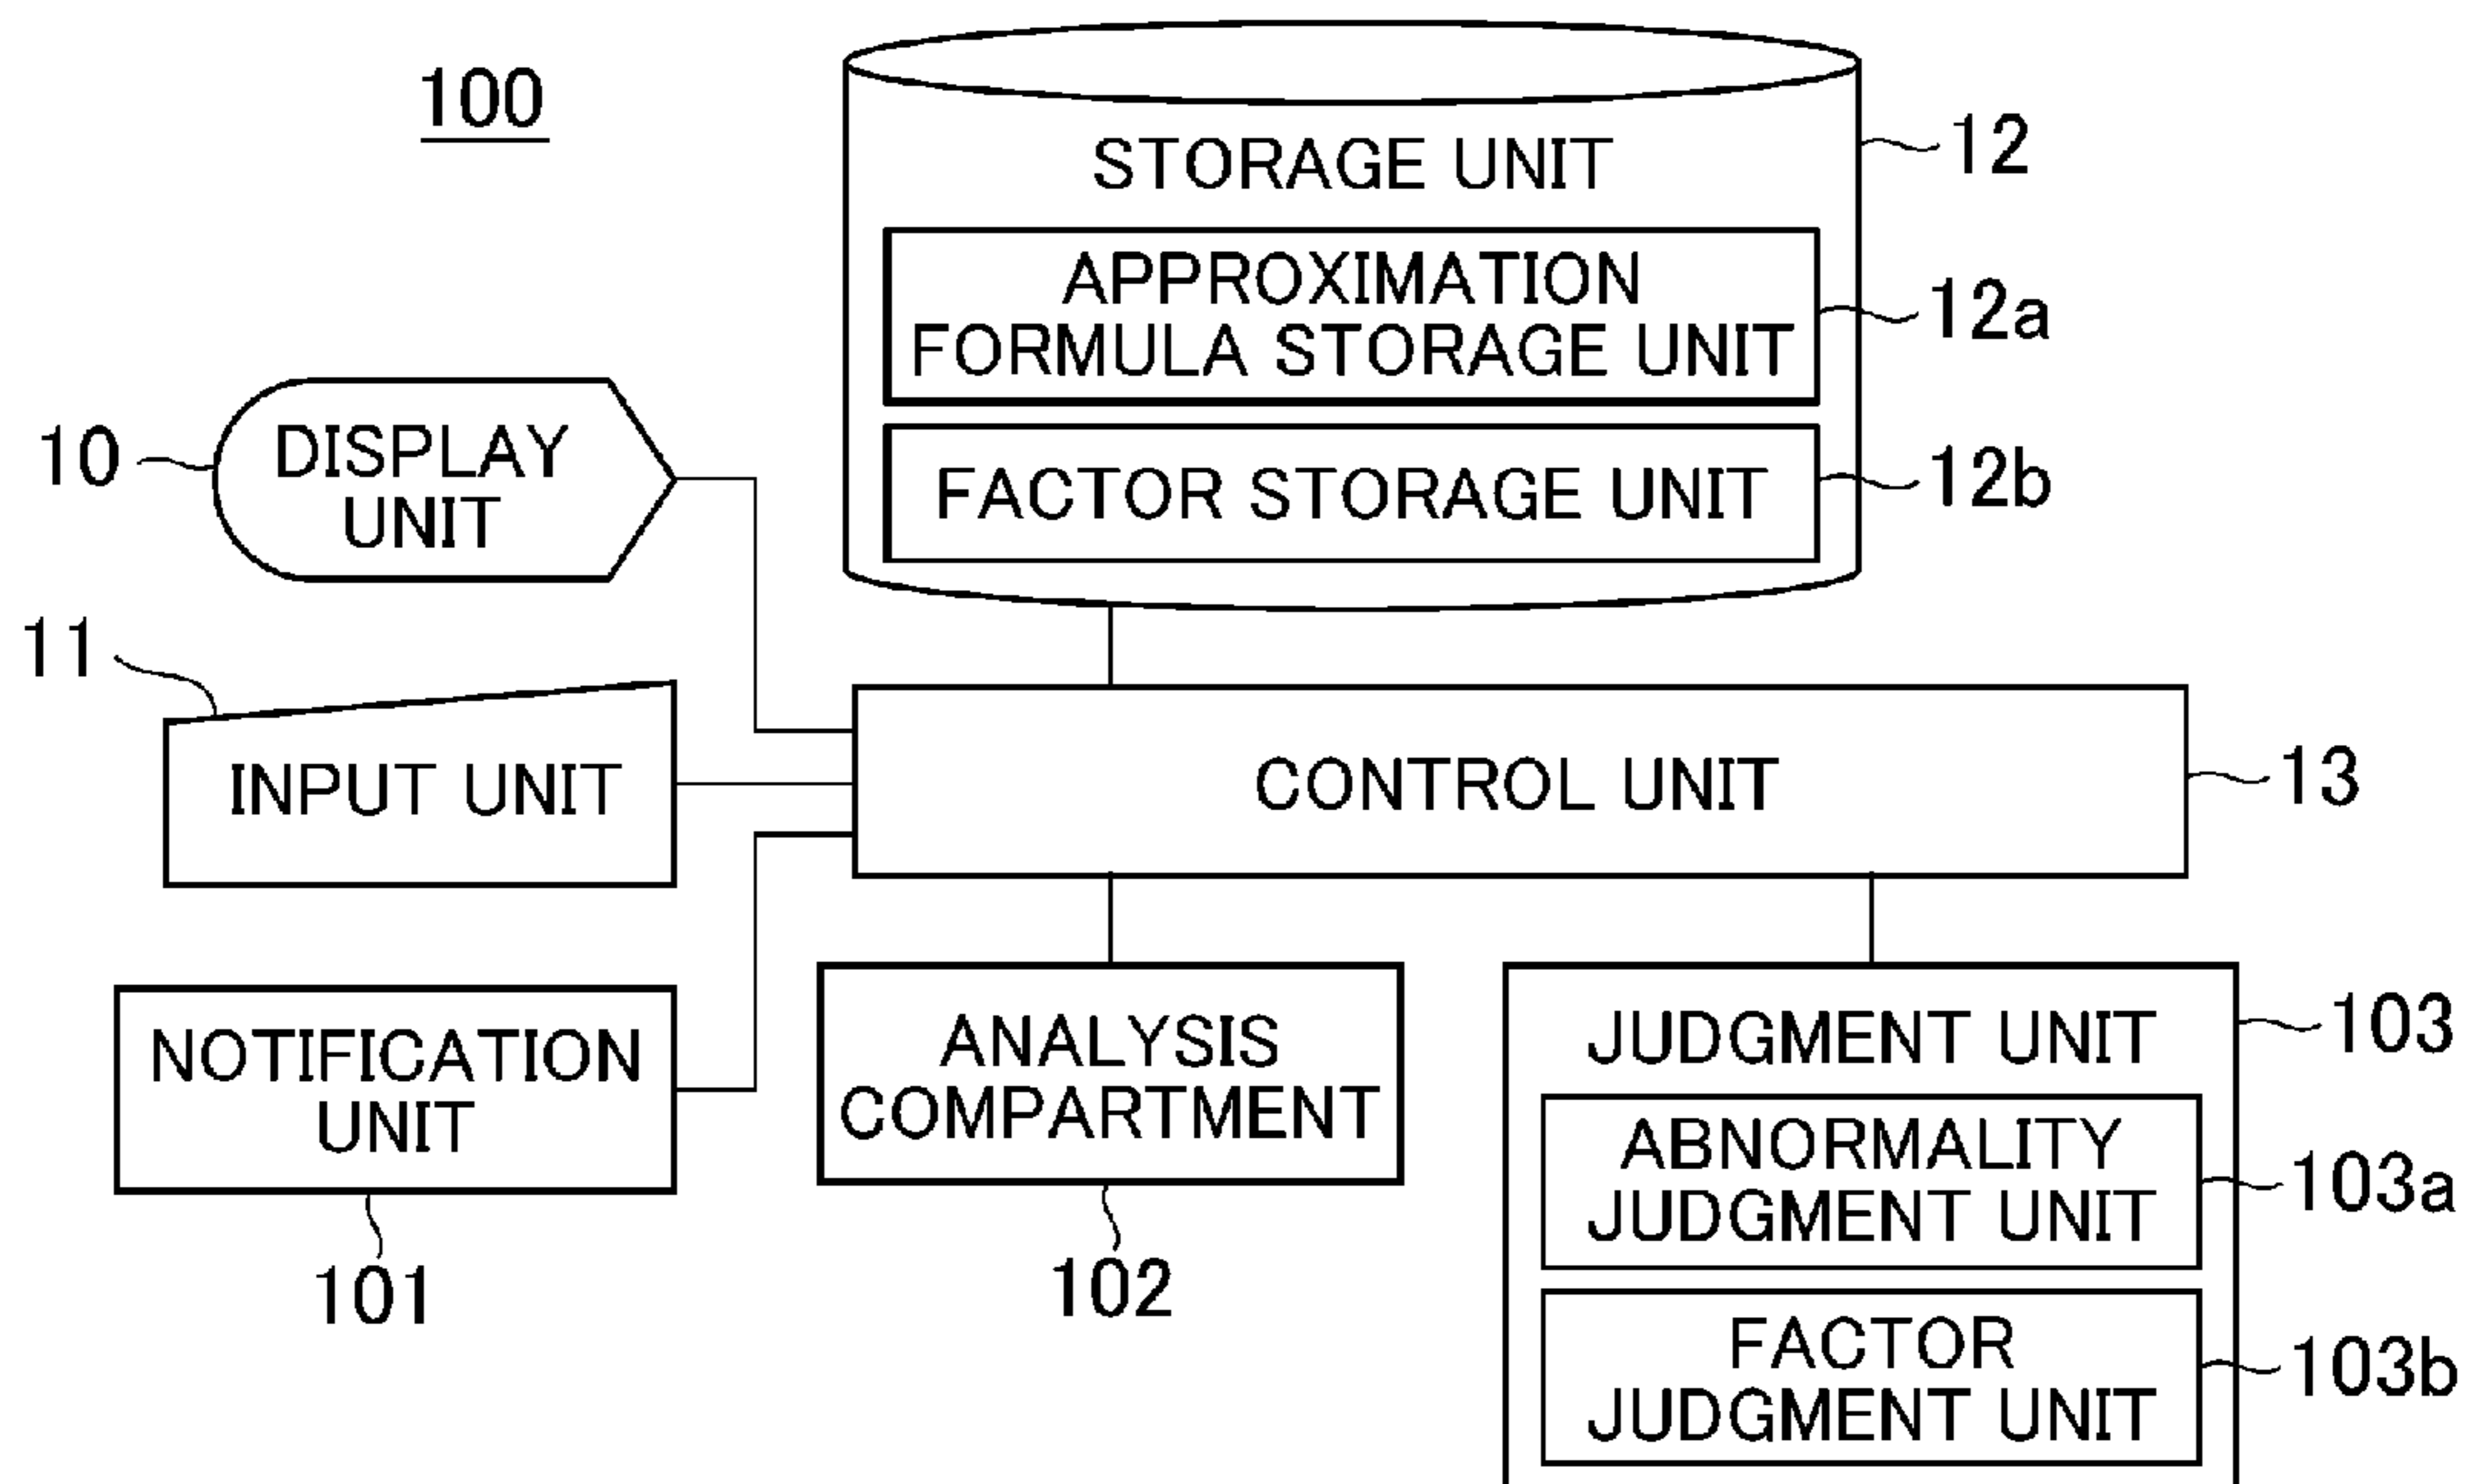 100
STORAGE UNIT
12
APPROXIMATION
FORMULA STORAGE UNIT
12a
FACTOR STORAGE UNIT
12b
10
DISPLAY
UNIT
11
INPUT UNIT
CONTROL UNIT
13
NOTIFICATION
UNIT
101
ANALYSIS
COMPARTMENT
102
JUDGMENT UNIT
103
ABNORMALITY
JUDGMENT UNIT
103a
FACTOR
JUDGMENT UNIT
103b